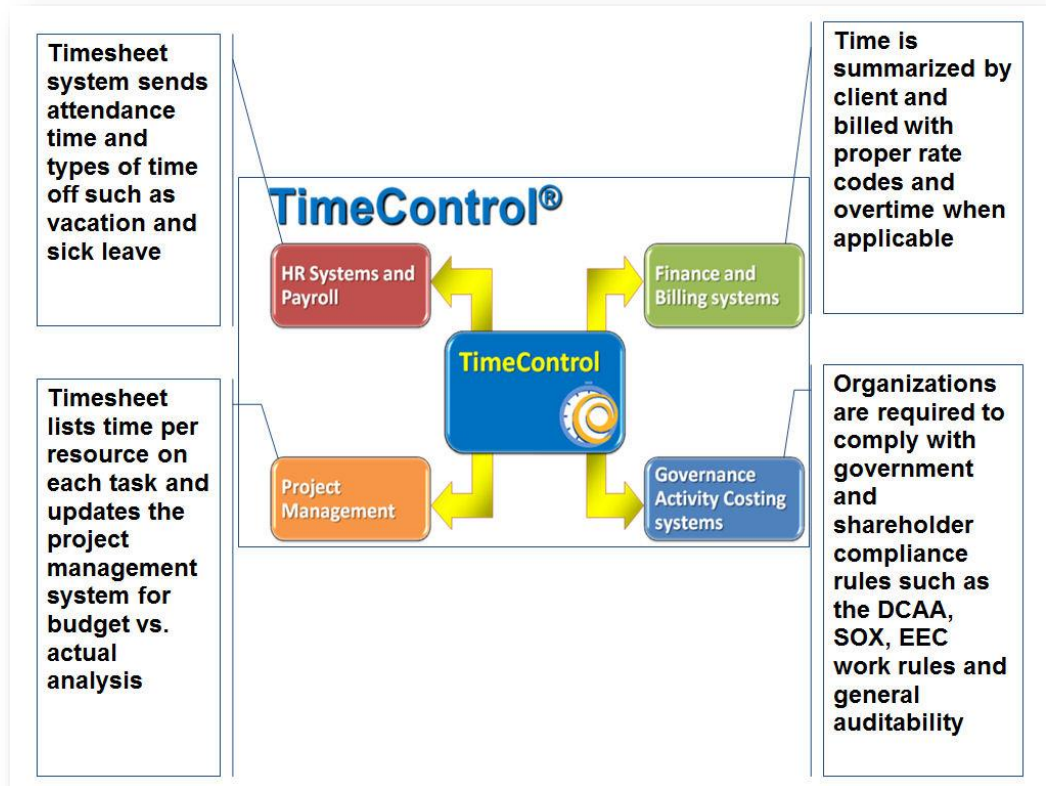 Timesheet
system sends
attendance
time and
types of time
off such as
vacation and
sick leave
Time is
summarized by
client and
billed with
proper rate
codes and
overtime when
applicable
TimeControl®
HR Systems and
Payroll
Finance and
Billing systems
TimeControl
Project
Management
Governance
Activity Costing
systems
Timesheet
lists time per
resource on
each task and
updates the
project
management
system for
budget vs.
actual
analysis
Organizations
are required to
comply with
government
and
shareholder
compliance
rules such as
the DCAA,
SOX, EEC
work rules and
general
auditability